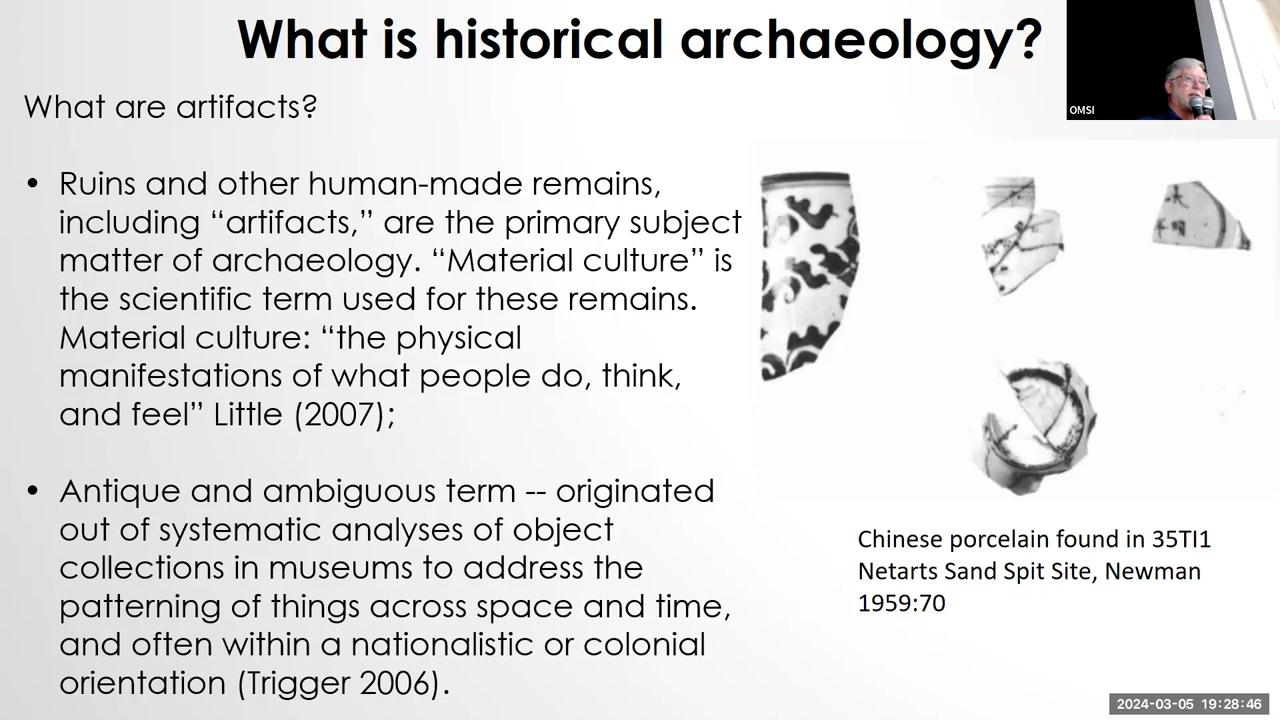 What is historical archaeology?
What are artifacts?
OMSI
• Ruins and other human-made remains,
including “artifacts,” are the primary subject
matter of archaeology. “Material culture” is
the scientific term used for these remains.
Material culture: “the physical
manifestations of what people do, think,
and feel” Little (2007);
• Antique and ambiguous term -- originated
out of systematic analyses of object
collections in museums to address the
patterning of things across space and time,
and often within a nationalistic or colonial
orientation (Trigger 2006).
Chinese porcelain found in 35TI1
Netarts Sand Spit Site, Newman
1959:70
2024-03-05 19:28:46